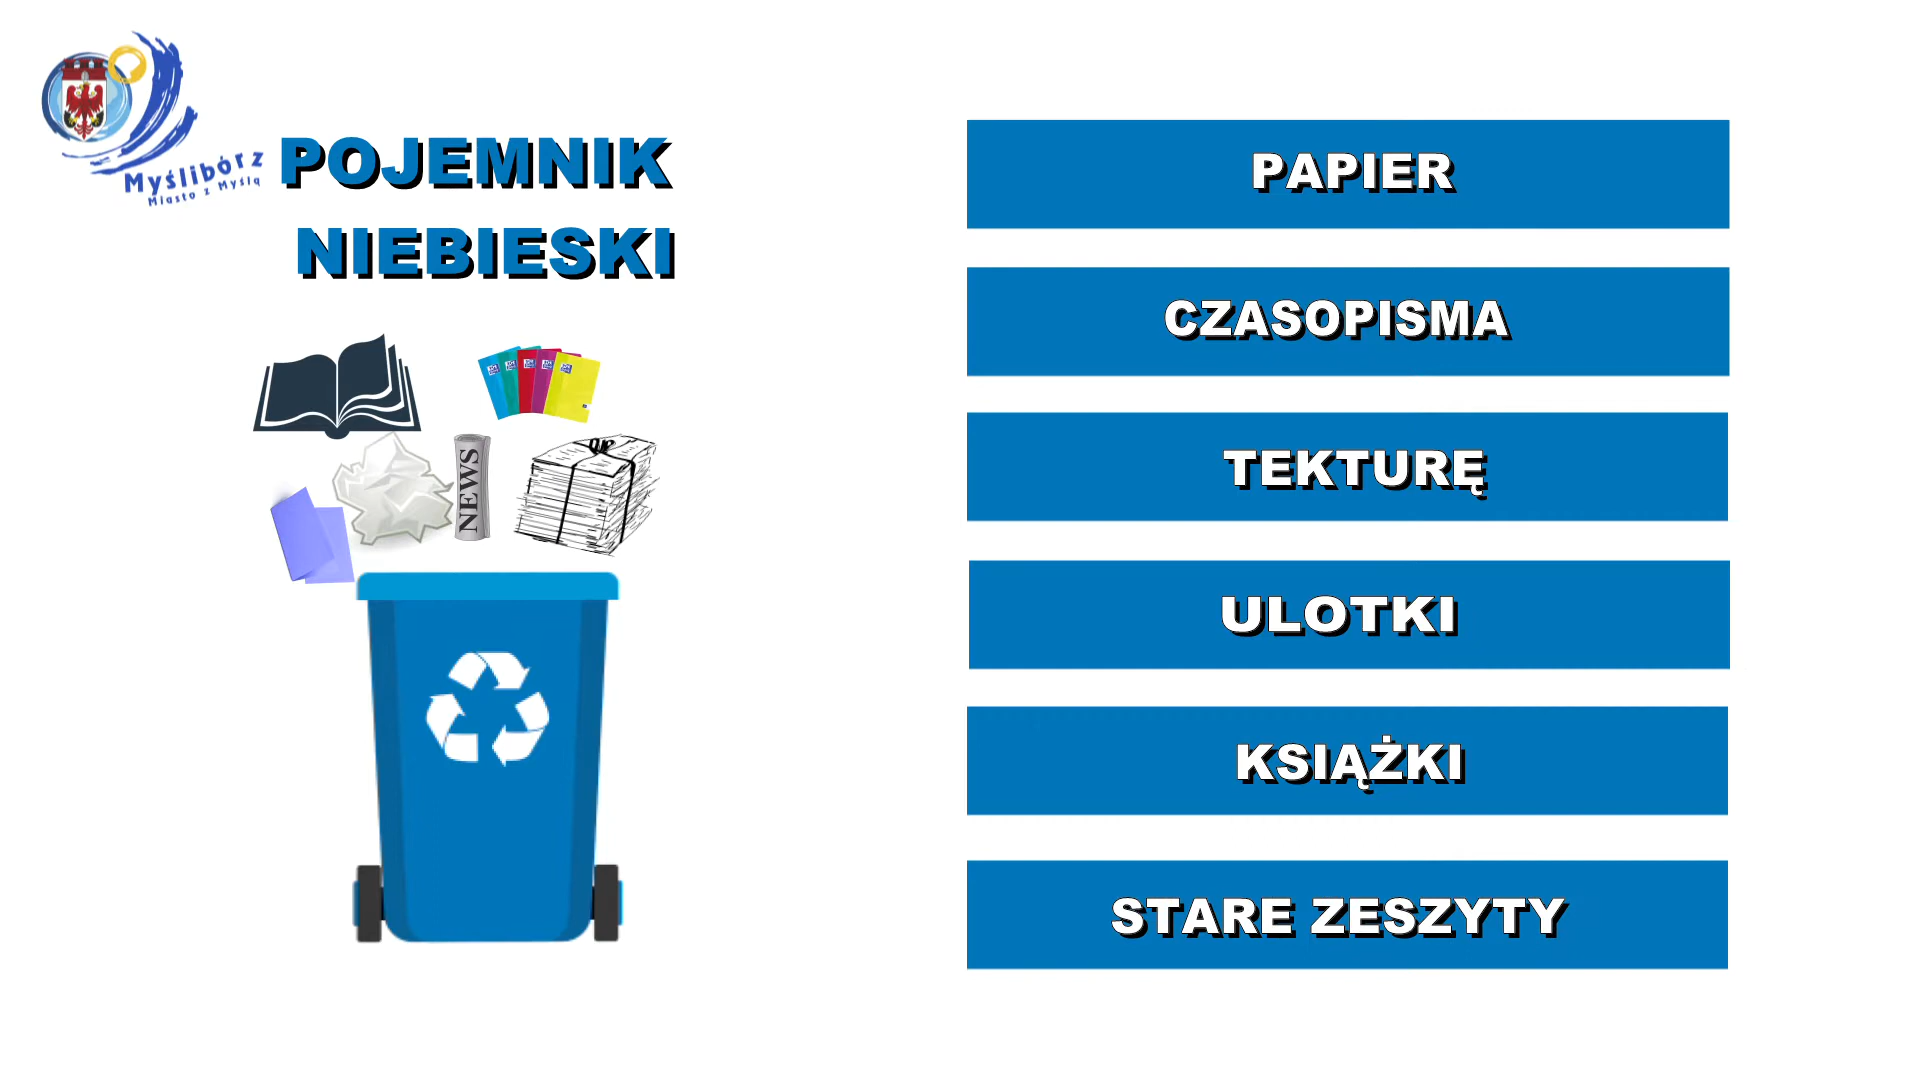 Myślibórz
Miasto z Myślą
POJEMNIK
NIEBIESKI
NEWS
PAPIER
CZASOPISMA
TEKTURĘ
ULOTKI
KSIĄŻKI
STARE ZESZYTY